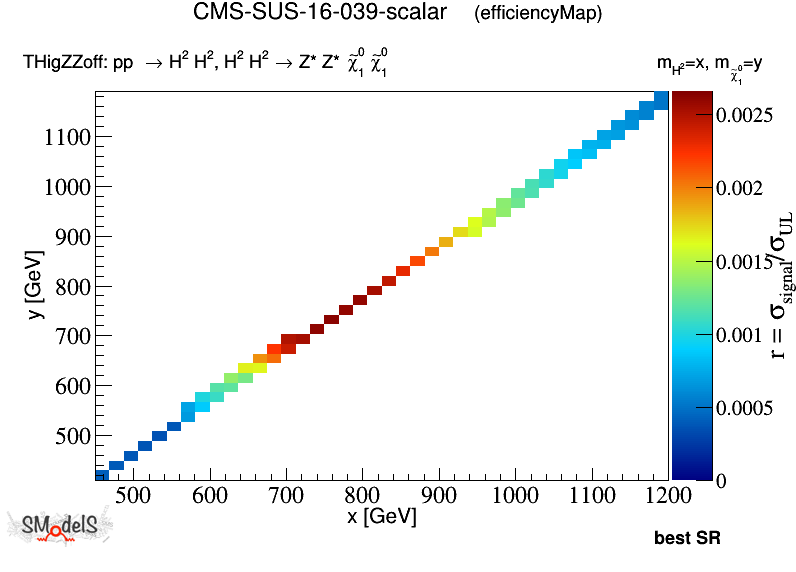 CMS-SUS-16-039-scalar (efficiencyMap)
THigZZoff: pp → H² H², H² H² → Z* Z* χ̃₁⁰ χ̃₁⁰
m_H²=x, m_χ̃₁⁰=y
1100
1000
900
800
700
600
500
y [GeV]
500 600 700 800 900 1000 1100 1200
x [GeV]
0.0025
0.002
0.0015
0.001
0.0005
0
r = σ_signal/σ_UL
SModelS
best SR